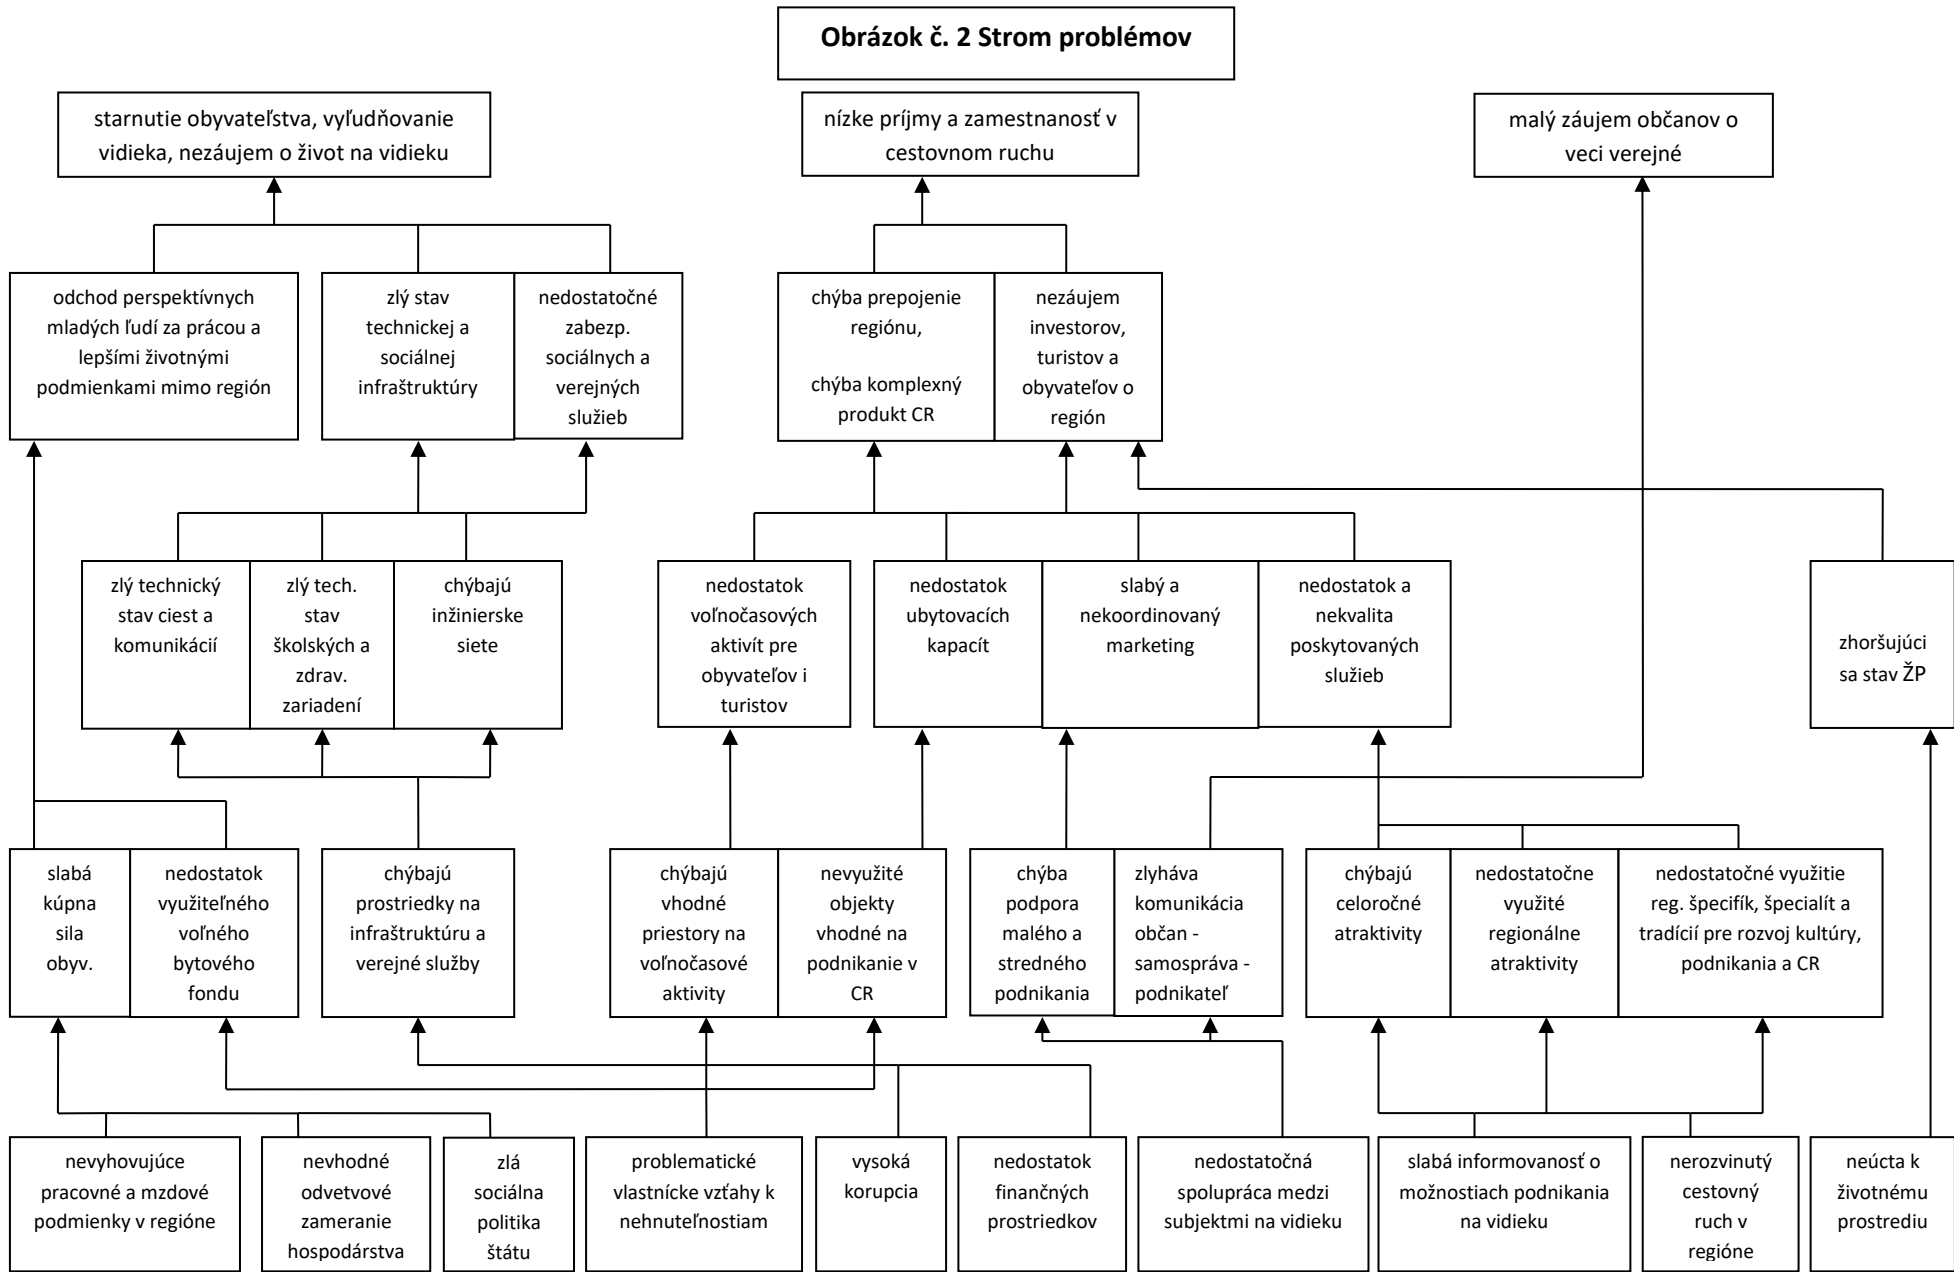 Obrázok č. 2 Strom problémov
starnutie obyvateľstva, vyľudňovanie
vidieka, nezáujem o život na vidieku
nízke príjmy a zamestnanosť v
cestovnom ruchu
malý záujem občanov o
veci verejné
odchod perspektívnych
mladých ľudí za prácou a
lepšími životnými
podmienkami mimo región
zlý stav
technickej a
sociálnej
infraštruktúry
nedostatočné
zabezp.
sociálnych a
verejných
služieb
chýba prepojenie
regiónu,
chýba komplexný
produkt CR
nezáujem
investorov,
turistov a
obyvateľov o
región
zlý technický
stav ciest a
komunikácií
zlý tech.
stav
školských a
zdrav.
zariadení
chýbajú
inžinierske
siete
nedostatok
voľnočasových
aktivít pre
obyvateľov i
turistov
nedostatok
ubytovacích
kapacít
slabý a
nekoordinovaný
marketing
nedostatok a
nekvalita
poskytovaných
služieb
zhoršujúci
sa stav ŽP
slabá
kúpna
sila
obyv.
nedostatok
využiteľného
voľného
bytového
fondu
chýbajú
prostriedky na
infraštruktúru a
verejné služby
chýbajú
vhodné
priestory na
voľnočasové
aktivity
nevyužité
objekty
vhodné na
podnikanie v
CR
chýba
podpora
malého a
stredného
podnikania
zlyháva
komunikácia
občan -
samospráva -
podnikateľ
chýbajú
celoročné
atraktivity
nedostatočne
využité
regionálne
atraktivity
nedostatočné využitie
reg. špecifík, špecialít a
tradícií pre rozvoj kultúry,
podnikania a CR
nevyhovujúce
pracovné a mzdové
podmienky v regióne
nevhodné
odvetvové
zameranie
hospodárstva
zlá
sociálna
politika
štátu
problematické
vlastnícke vzťahy k
nehnuteľnostiam
vysoká
korupcia
nedostatok
finančných
prostriedkov
nedostatočná
spolupráca medzi
subjektmi na vidieku
slabá informovanosť o
možnostiach podnikania
na vidieku
nerozvinutý
cestovný
ruch v
regióne
neúcta k
životnému
prostrediu